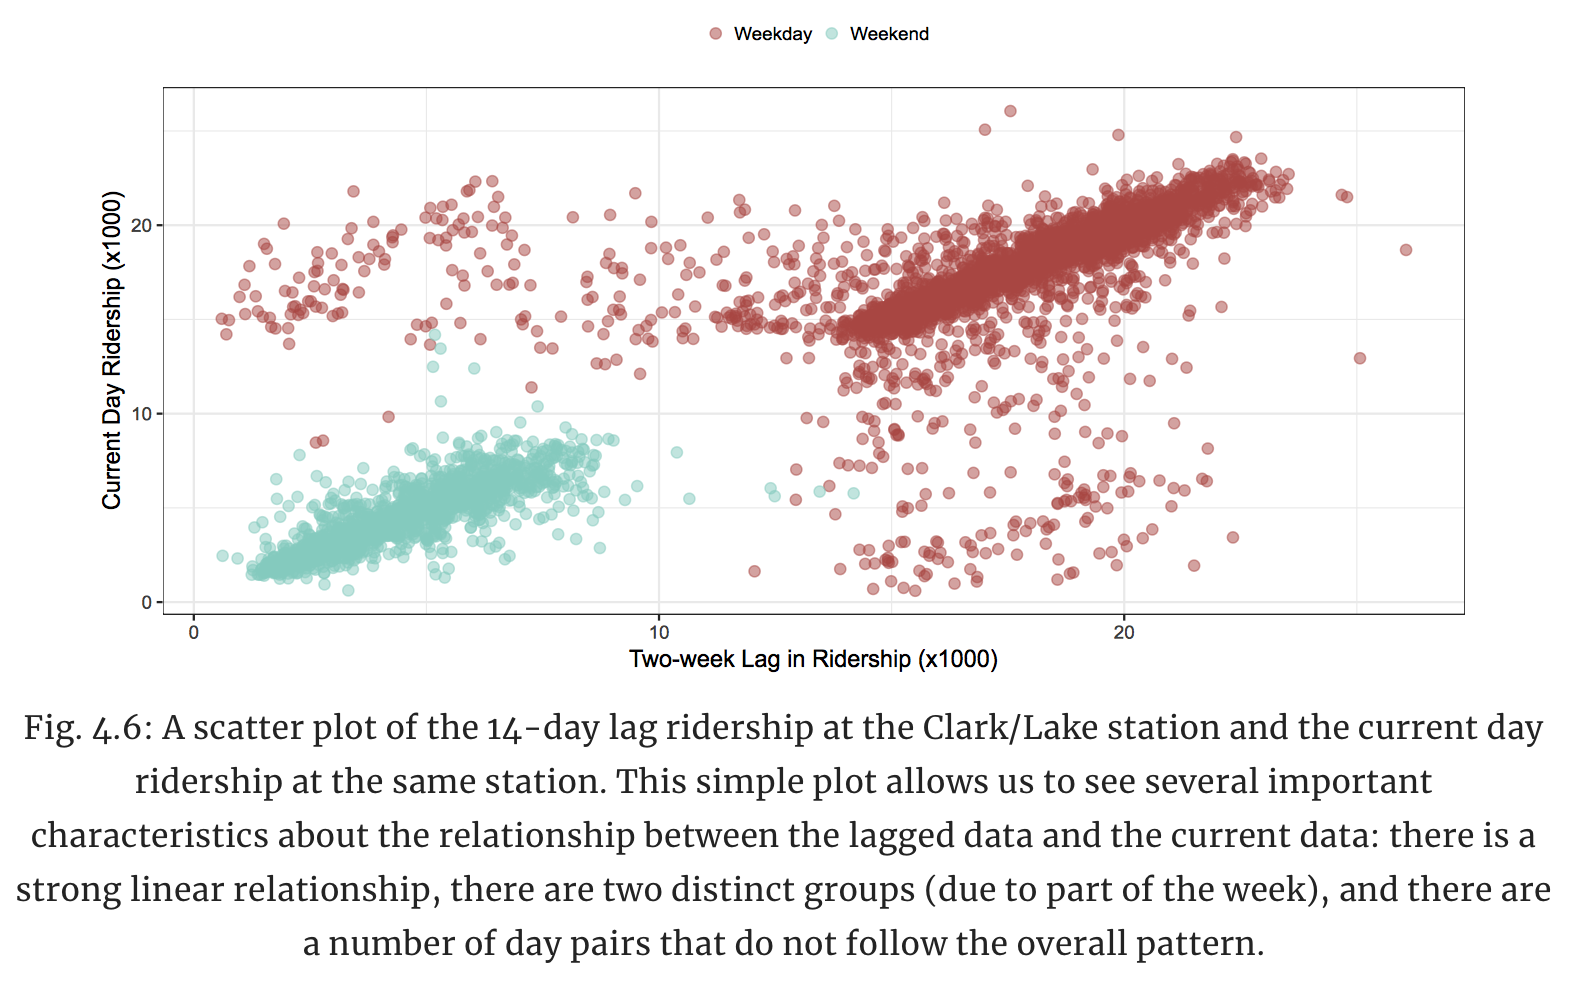 Weekday Weekend
Current Day Ridership (x1000)
20
10
0
0 10 20
Two-week Lag in Ridership (x1000)
Fig. 4.6: A scatter plot of the 14-day lag ridership at the Clark/Lake station and the current day
ridership at the same station. This simple plot allows us to see several important
characteristics about the relationship between the lagged data and the current data: there is a
strong linear relationship, there are two distinct groups (due to part of the week), and there are
a number of day pairs that do not follow the overall pattern.